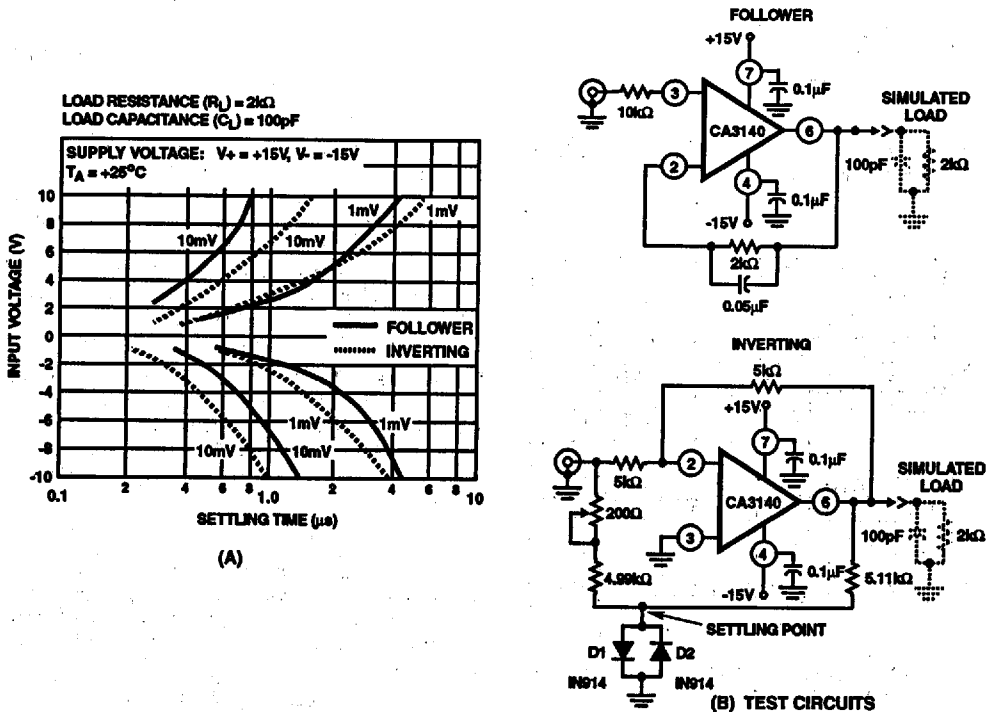 LOAD RESISTANCE (RL) = 2kΩ
LOAD CAPACITANCE (CL) = 100pF
SUPPLY VOLTAGE: V+ = +15V, V- = -15V
TA = +25°C
INPUT VOLTAGE (V)
10
8
6
4
2
0
-2
-4
-6
-8
-10
10mV
10mV
1mV
1mV
FOLLOWER
INVERTING
1mV
1mV
10mV
10mV
0.1
2
4
6
8
1.0
2
4
6
8
10
SETTLING TIME (μs)
(A)
FOLLOWER
+15V
7
0.1μF
10kΩ
3
CA3140
6
2
4
0.1μF
-15V
2kΩ
0.05μF
SIMULATED
LOAD
100pF
2kΩ
INVERTING
5kΩ
+15V
7
0.1μF
5kΩ
2
CA3140
6
200Ω
3
4
0.1μF
-15V
4.99kΩ
5.11kΩ
SIMULATED
LOAD
100pF
2kΩ
SETTLING POINT
D1
D2
IN914
IN914
(B) TEST CIRCUITS